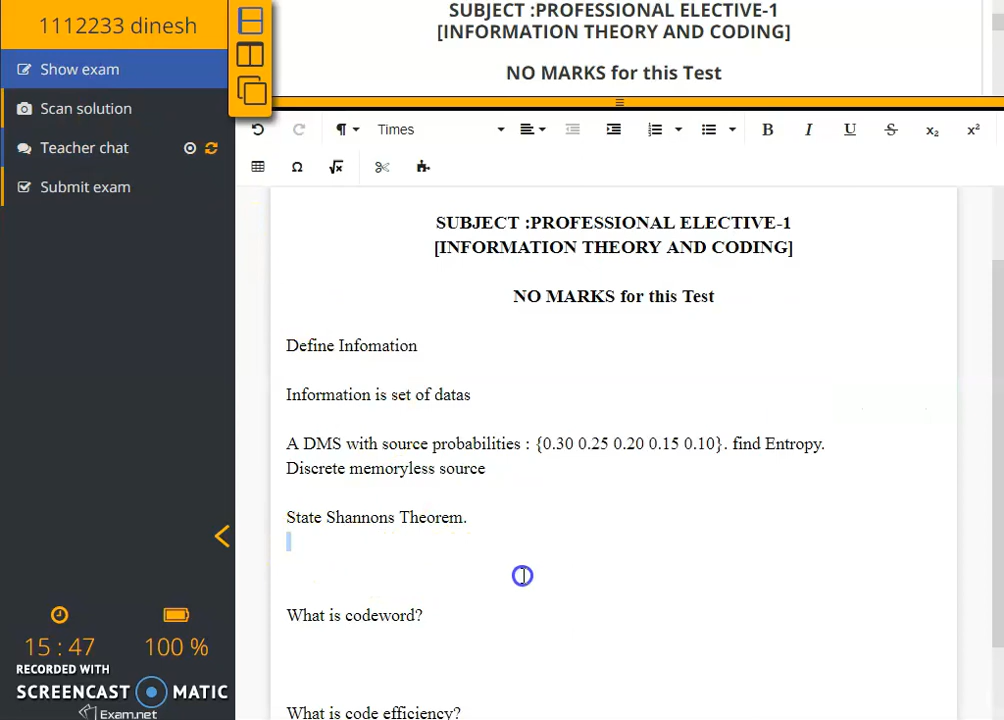 1112233 dinesh
Show exam
Scan solution
Teacher chat
Submit exam
SUBJECT :PROFESSIONAL ELECTIVE-1
[INFORMATION THEORY AND CODING]
NO MARKS for this Test
Times
B I U S x₂ x²
Ω √x
SUBJECT :PROFESSIONAL ELECTIVE-1
[INFORMATION THEORY AND CODING]
NO MARKS for this Test
Define Infomation
Information is set of datas
A DMS with source probabilities : {0.30 0.25 0.20 0.15 0.10}. find Entropy.
Discrete memoryless source
State Shannons Theorem.
What is codeword?
What is code efficiency?
15 : 47
100 %
RECORDED WITH
SCREENCAST MATIC
Exam.net